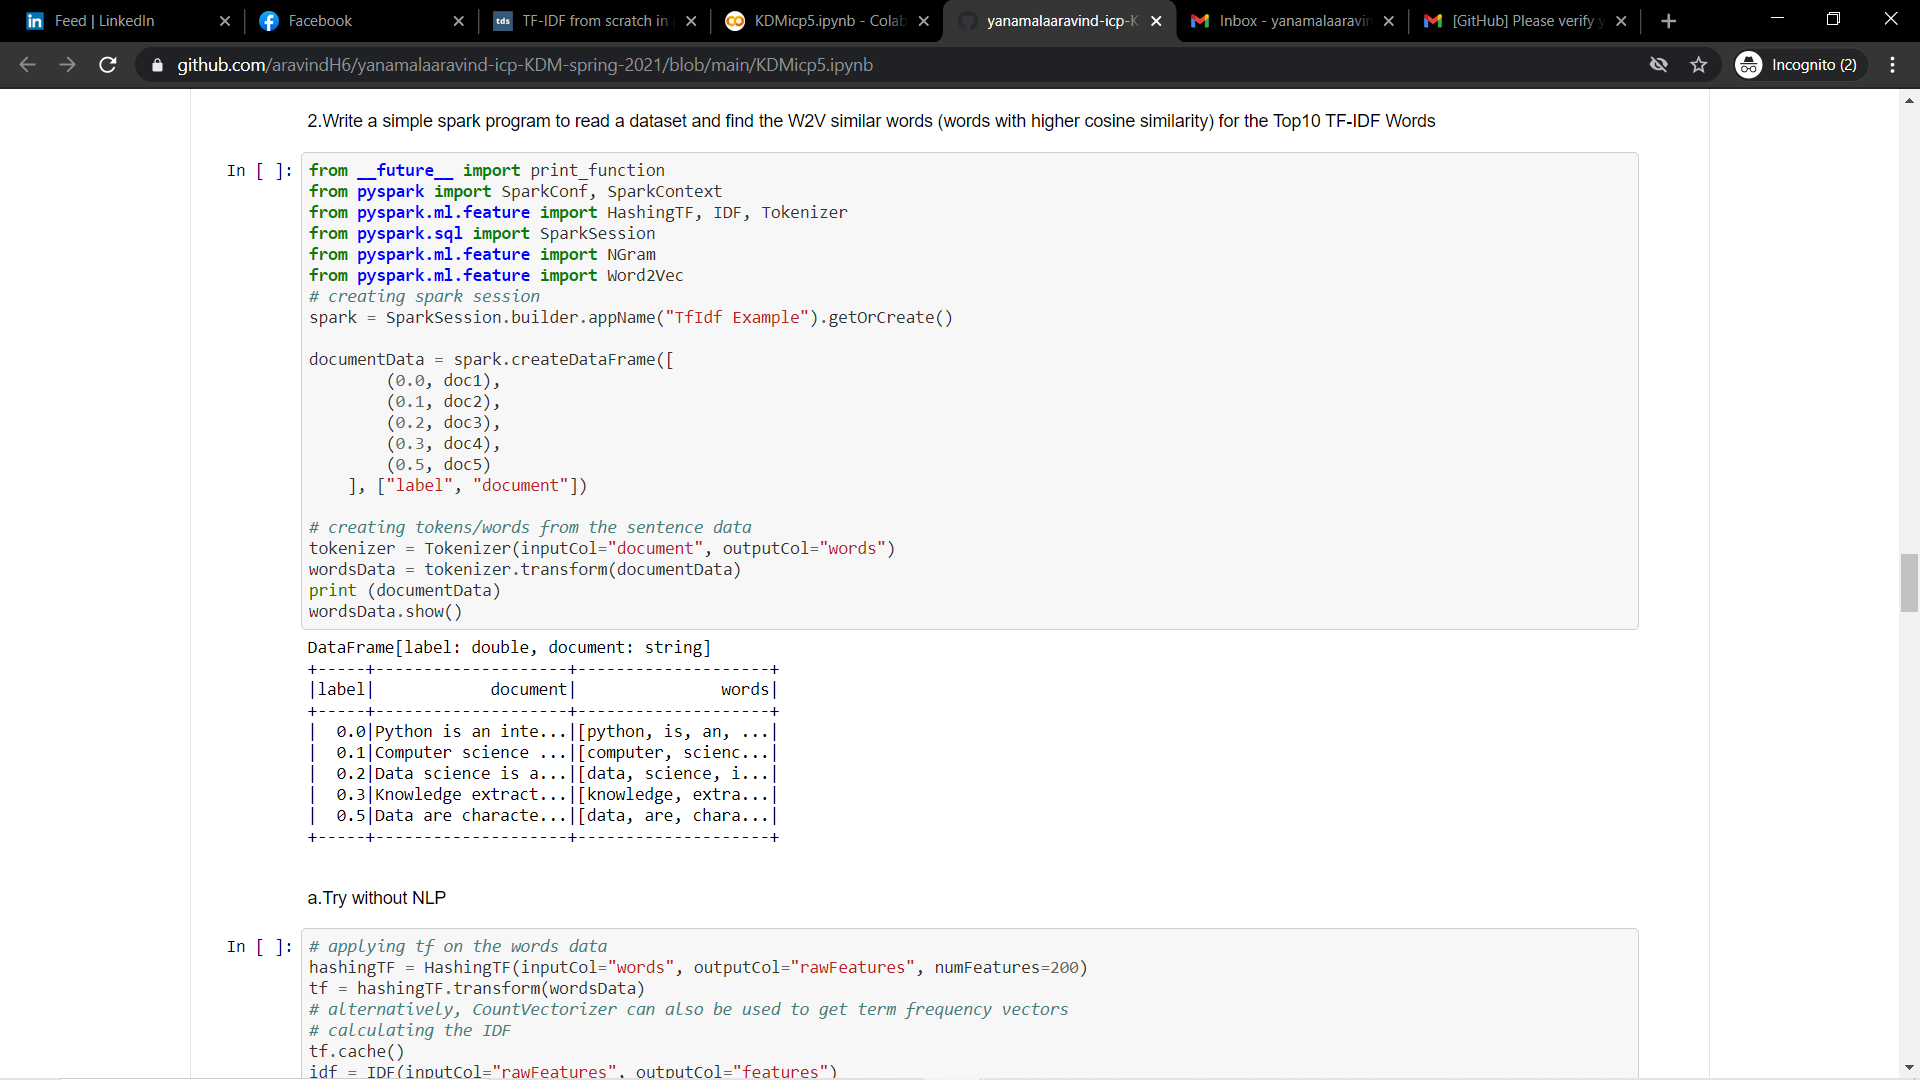 Feed | LinkedIn
Facebook
tds TF-IDF from scratch in
KDMicp5.ipynb - Colab
yanamalaaravind-icp-K
Inbox - yanamalaaravin
[GitHub] Please verify y
github.com/aravindH6/yanamalaaravind-icp-KDM-spring-2021/blob/main/KDMicp5.ipynb
Incognito (2)
2.Write a simple spark program to read a dataset and find the W2V similar words (words with higher cosine similarity) for the Top10 TF-IDF Words
In [ ]:
from __future__ import print_function
from pyspark import SparkConf, SparkContext
from pyspark.ml.feature import HashingTF, IDF, Tokenizer
from pyspark.sql import SparkSession
from pyspark.ml.feature import NGram
from pyspark.ml.feature import Word2Vec
# creating spark session
spark = SparkSession.builder.appName("TfIdf Example").getOrCreate()
documentData = spark.createDataFrame([
        (0.0, doc1),
        (0.1, doc2),
        (0.2, doc3),
        (0.3, doc4),
        (0.5, doc5)
    ], ["label", "document"])
# creating tokens/words from the sentence data
tokenizer = Tokenizer(inputCol="document", outputCol="words")
wordsData = tokenizer.transform(documentData)
print (documentData)
wordsData.show()
DataFrame[label: double, document: string]
+-----+--------------------+--------------------+
|label|            document|               words|
+-----+--------------------+--------------------+
|  0.0|Python is an inte...|[python, is, an, ...|
|  0.1|Computer science ...|[computer, scienc...|
|  0.2|Data science is a...|[data, science, i...|
|  0.3|Knowledge extract...|[knowledge, extra...|
|  0.5|Data are characte...|[data, are, chara...|
+-----+--------------------+--------------------+
a.Try without NLP
In [ ]:
# applying tf on the words data
hashingTF = HashingTF(inputCol="words", outputCol="rawFeatures", numFeatures=200)
tf = hashingTF.transform(wordsData)
# alternatively, CountVectorizer can also be used to get term frequency vectors
# calculating the IDF
tf.cache()
idf = IDF(inputCol="rawFeatures", outputCol="features")